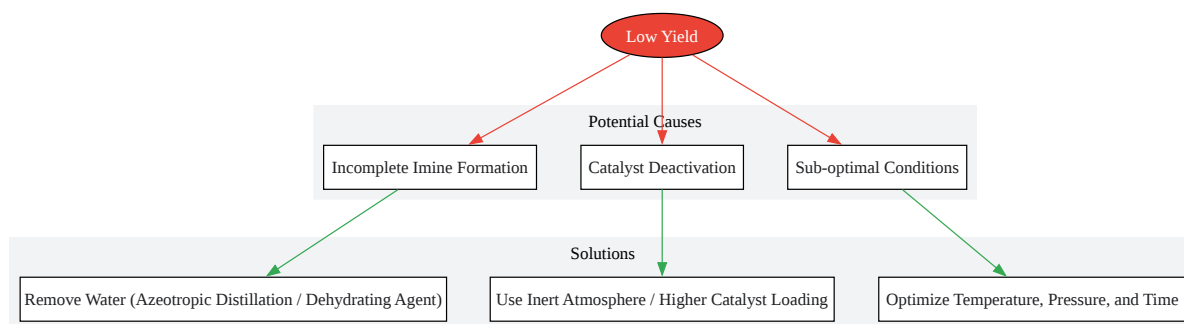 Low Yield
Potential Causes
Incomplete Imine Formation
Catalyst Deactivation
Sub-optimal Conditions
Solutions
Remove Water (Azeotropic Distillation / Dehydrating Agent)
Use Inert Atmosphere / Higher Catalyst Loading
Optimize Temperature, Pressure, and Time